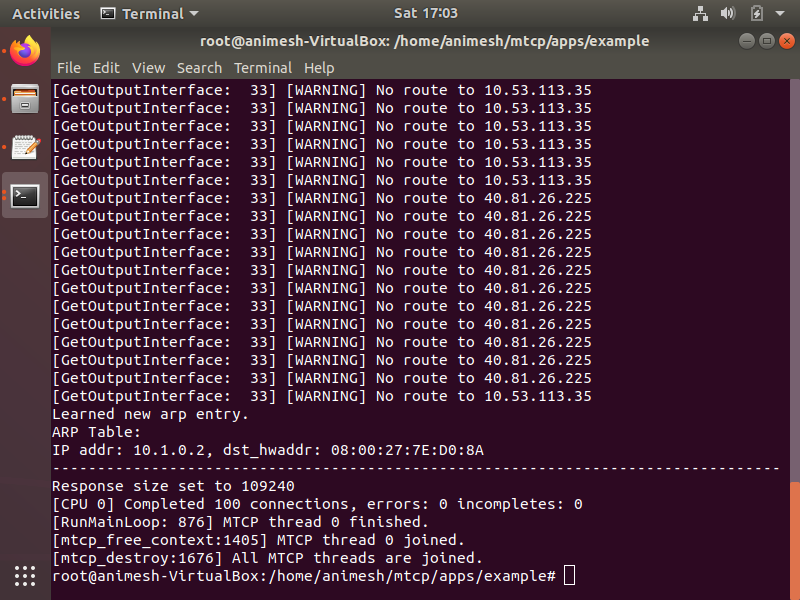 Activities Terminal Sat 17:03
root@animesh-VirtualBox: /home/animesh/mtcp/apps/example
File Edit View Search Terminal Help
[GetOutputInterface:  33] [WARNING] No route to 10.53.113.35
[GetOutputInterface:  33] [WARNING] No route to 10.53.113.35
[GetOutputInterface:  33] [WARNING] No route to 10.53.113.35
[GetOutputInterface:  33] [WARNING] No route to 10.53.113.35
[GetOutputInterface:  33] [WARNING] No route to 10.53.113.35
[GetOutputInterface:  33] [WARNING] No route to 10.53.113.35
[GetOutputInterface:  33] [WARNING] No route to 40.81.26.225
[GetOutputInterface:  33] [WARNING] No route to 40.81.26.225
[GetOutputInterface:  33] [WARNING] No route to 40.81.26.225
[GetOutputInterface:  33] [WARNING] No route to 40.81.26.225
[GetOutputInterface:  33] [WARNING] No route to 40.81.26.225
[GetOutputInterface:  33] [WARNING] No route to 40.81.26.225
[GetOutputInterface:  33] [WARNING] No route to 40.81.26.225
[GetOutputInterface:  33] [WARNING] No route to 40.81.26.225
[GetOutputInterface:  33] [WARNING] No route to 40.81.26.225
[GetOutputInterface:  33] [WARNING] No route to 40.81.26.225
[GetOutputInterface:  33] [WARNING] No route to 40.81.26.225
[GetOutputInterface:  33] [WARNING] No route to 10.53.113.35
Learned new arp entry.
ARP Table:
IP addr: 10.1.0.2, dst_hwaddr: 08:00:27:7E:D0:8A
---------------------------------------------------------------------------------
Response size set to 109240
[CPU 0] Completed 100 connections, errors: 0 incompletes: 0
[RunMainLoop: 876] MTCP thread 0 finished.
[mtcp_free_context:1405] MTCP thread 0 joined.
[mtcp_destroy:1676] All MTCP threads are joined.
root@animesh-VirtualBox:/home/animesh/mtcp/apps/example#